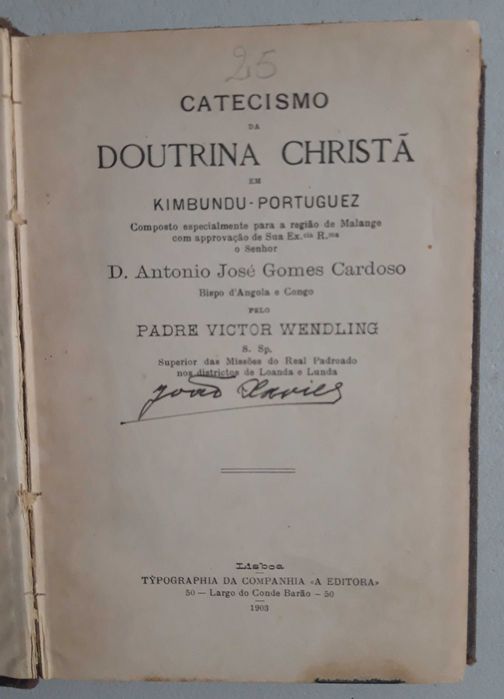 25
CATECISMO
DA
DOUTRINA CHRISTÃ
EM
KIMBUNDU-PORTUGUEZ
Composto especialmente para a região de Malange
com approvação de Sua Ex.cia R.ma
o Senhor
D. Antonio José Gomes Cardoso
Bispo d'Angola e Congo
PELO
PADRE VICTOR WENDLING
S. Sp.
Superior das Missões do Real Padroado
nos districtos de Loanda e Lunda
João Xavier
Lisboa
TYPOGRAPHIA DA COMPANHIA «A EDITORA»
50 — Largo do Conde Barão — 50
1903